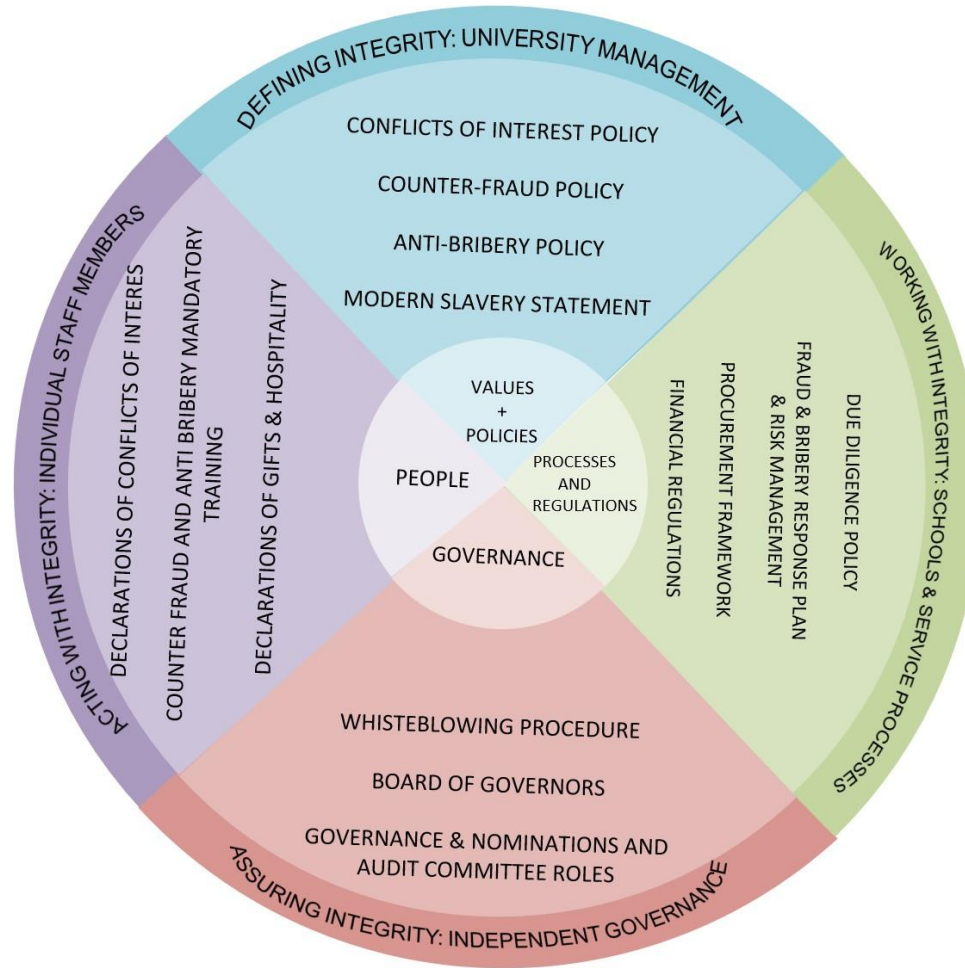 DEFINING INTEGRITY: UNIVERSITY MANAGEMENT
CONFLICTS OF INTEREST POLICY
COUNTER-FRAUD POLICY
ANTI-BRIBERY POLICY
MODERN SLAVERY STATEMENT
VALUES
+
POLICIES
WORKING WITH INTEGRITY: SCHOOLS & SERVICE PROCESSES
DUE DILIGENCE POLICY
FRAUD & BRIBERY RESPONSE PLAN
& RISK MANAGEMENT
PROCUREMENT FRAMEWORK
FINANCIAL REGULATIONS
PROCESSES
AND
REGULATIONS
GOVERNANCE
WHISTEBLOWING PROCEDURE
BOARD OF GOVERNORS
GOVERNANCE & NOMINATIONS AND
AUDIT COMMITTEE ROLES
ASSURING INTEGRITY: INDEPENDENT GOVERNANCE
ACTING WITH INTEGRITY: INDIVIDUAL STAFF MEMBERS
DECLARATIONS OF CONFLICTS OF INTERES
COUNTER FRAUD AND ANTI BRIBERY MANDATORY
TRAINING
DECLARATIONS OF GIFTS & HOSPITALITY
PEOPLE